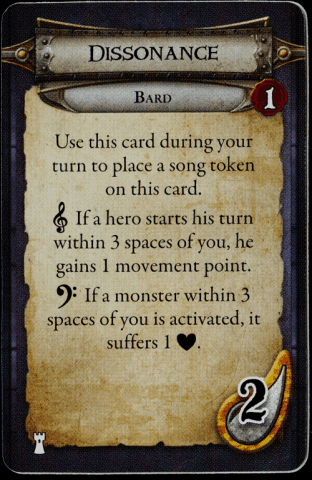 Dissonance
Bard
1
Use this card during your
turn to place a song token
on this card.
If a hero starts his turn
within 3 spaces of you, he
gains 1 movement point.
If a monster within 3
spaces of you is activated, it
suffers 1 ♥.
2